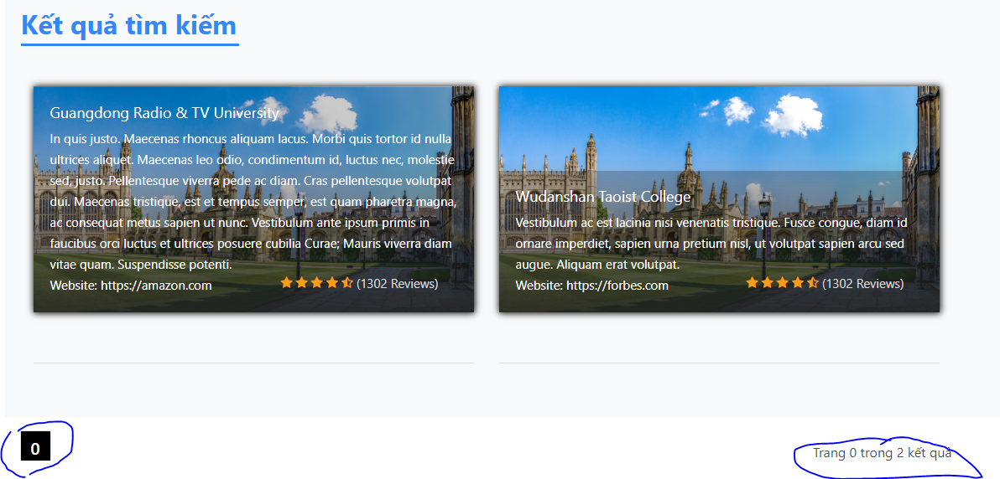 Kết quả tìm kiếm
Guangdong Radio & TV University
In quis justo. Maecenas rhoncus aliquam lacus. Morbi quis tortor id nulla
ultrices aliquet. Maecenas leo odio, condimentum id, luctus nec, molestie
sed, justo. Pellentesque viverra pede ac diam. Cras pellentesque volutpat
dui. Maecenas tristique, est et tempus semper, est quam pharetra magna,
ac consequat metus sapien ut nunc. Vestibulum ante ipsum primis in
faucibus orci luctus et ultrices posuere cubilia Curae; Mauris viverra diam
vitae quam. Suspendisse potenti.
Website: https://amazon.com (1302 Reviews)
Wudanshan Taoist College
Vestibulum ac est lacinia nisi venenatis tristique. Fusce congue, diam id
ornare imperdiet, sapien urna pretium nisl, ut volutpat sapien arcu sed
augue. Aliquam erat volutpat.
Website: https://forbes.com (1302 Reviews)
0
Trang 0 trong 2 kết quả